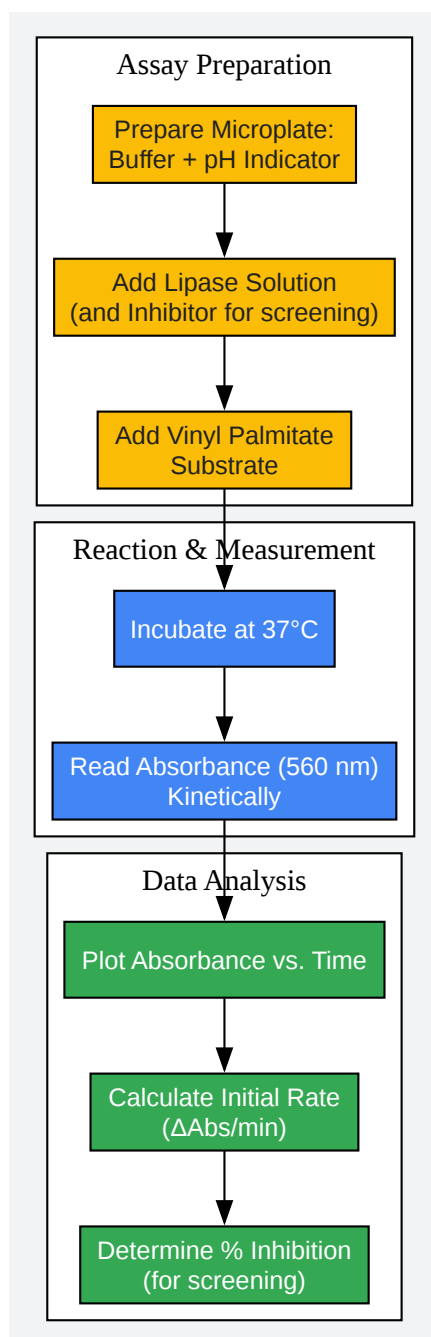 Assay Preparation
Prepare Microplate:
Buffer + pH Indicator
Add Lipase Solution
(and Inhibitor for screening)
Add Vinyl Palmitate
Substrate
Reaction & Measurement
Incubate at 37°C
Read Absorbance (560 nm)
Kinetically
Data Analysis
Plot Absorbance vs. Time
Calculate Initial Rate
(ΔAbs/min)
Determine % Inhibition
(for screening)